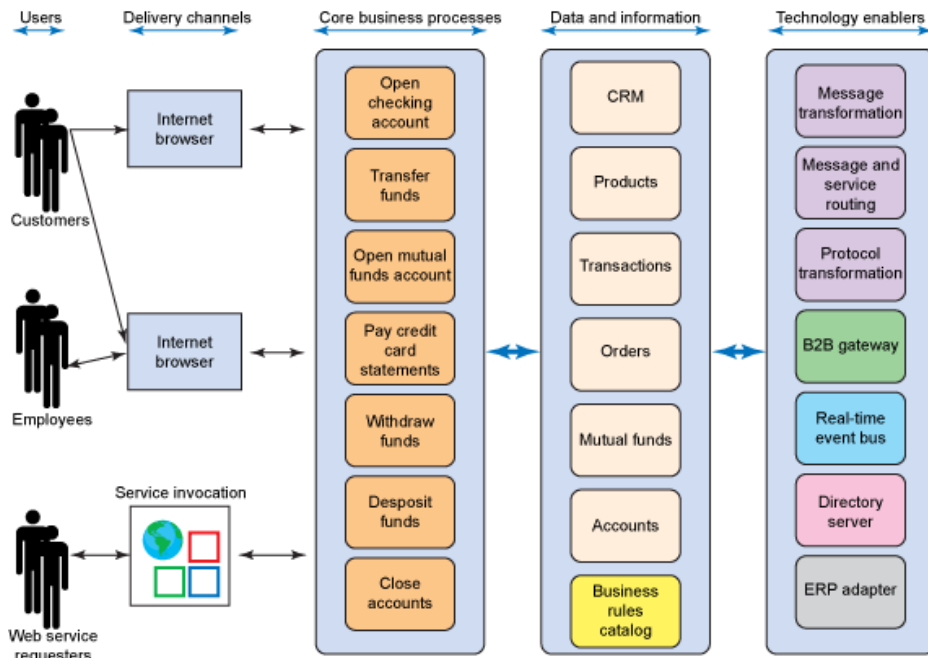 Users
Delivery channels
Core business processes
Data and information
Technology enablers
Customers
Employees
Web service
requesters
Internet
browser
Internet
browser
Service invocation
Open
checking
account
Transfer
funds
Open mutual
funds account
Pay credit
card
statements
Withdraw
funds
Desposit
funds
Close
accounts
CRM
Products
Transactions
Orders
Mutual funds
Accounts
Business
rules
catalog
Message
transformation
Message and
service
routing
Protocol
transformation
B2B gateway
Real-time
event bus
Directory
server
ERP adapter